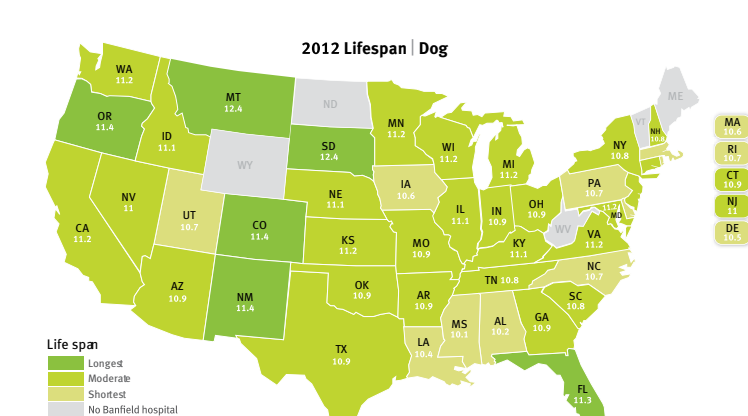 2012 Lifespan | Dog
WA
11.2
OR
11.4
MT
12.4
ID
11.1
ND
SD
12.4
WY
MN
11.2
WI
11.2
MI
11.2
NY
10.8
VT
NH
10.8
ME
MA
10.6
RI
10.7
CT
10.9
NJ
11
DE
10.5
CA
11.2
NV
11
UT
10.7
CO
11.4
NE
11.1
KS
11.2
IA
10.6
IL
11.1
IN
10.9
OH
10.9
PA
10.7
11.2
MD
WV
VA
11.2
KY
11.1
MO
10.9
AZ
10.9
NM
11.4
OK
10.9
AR
10.9
TN 10.8
NC
10.7
SC
10.8
GA
10.9
AL
10.2
MS
10.1
LA
10.4
TX
10.9
FL
11.3
Life span
Longest
Moderate
Shortest
No Banfield hospital